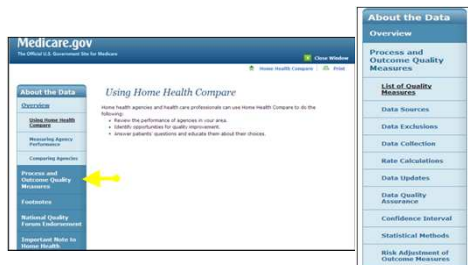 Medicare.gov
The Official U.S. Government Site for Medicare
Close Window
Home Health Compare
Print
About the Data
Overview
Using Home Health
Compare
Measuring Agency
Performance
Comparing Agencies
Process and
Outcome Quality
Measures
Footnotes
National Quality
Forum Endorsement
Important Note to
Home Health
Using Home Health Compare
Home health agencies and health care professionals can use Home Health Compare to do the
following:
Review the performance of agencies in your area.
Identify opportunities for quality improvement.
Answer patients' questions and educate them about their choices.
About the Data
Overview
Process and
Outcome Quality
Measures
List of Quality
Measures
Data Sources
Data Exclusions
Data Collection
Rate Calculations
Data Updates
Data Quality
Assurance
Confidence Interval
Statistical Methods
Risk Adjustment of
Outcome Measures